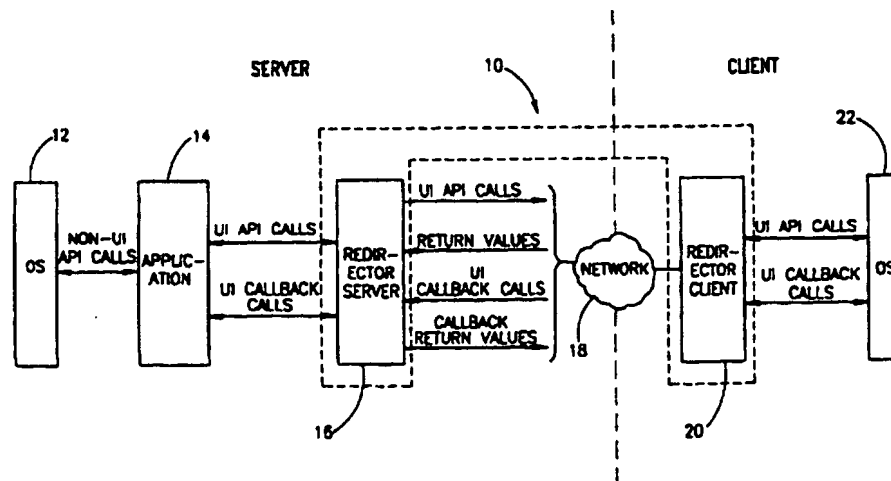 SERVER
10
CLIENT
12
14
22
OS
NON-UI
API CALLS
APPLIC-
ATION
UI API CALLS
UI CALLBACK
CALLS
REDIR-
ECTOR
SERVER
UI API CALLS
RETURN VALUES
UI
CALLBACK CALLS
CALLBACK
RETURN VALUES
NETWORK
18
REDIR-
ECTOR
CLIENT
UI API CALLS
UI CALLBACK
CALLS
OS
16
20